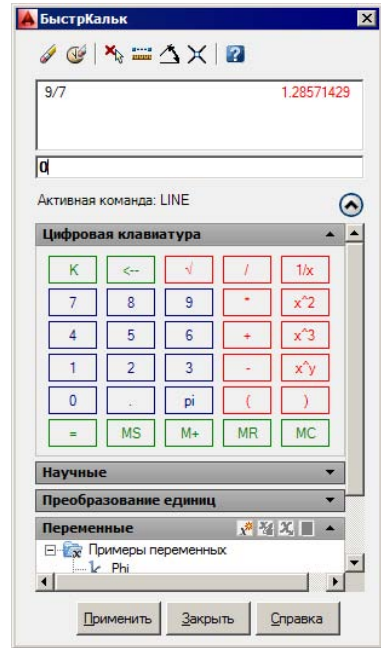 БыстрКальк
9/7 1.28571429
0
Активная команда: LINE
Цифровая клавиатура
K <-- √ / 1/x
7 8 9 * x^2
4 5 6 + x^3
1 2 3 - x^y
0 . pi ( )
= MS M+ MR MC
Научные
Преобразование единиц
Переменные
Примеры переменных
Phi
Применить Закрыть Справка